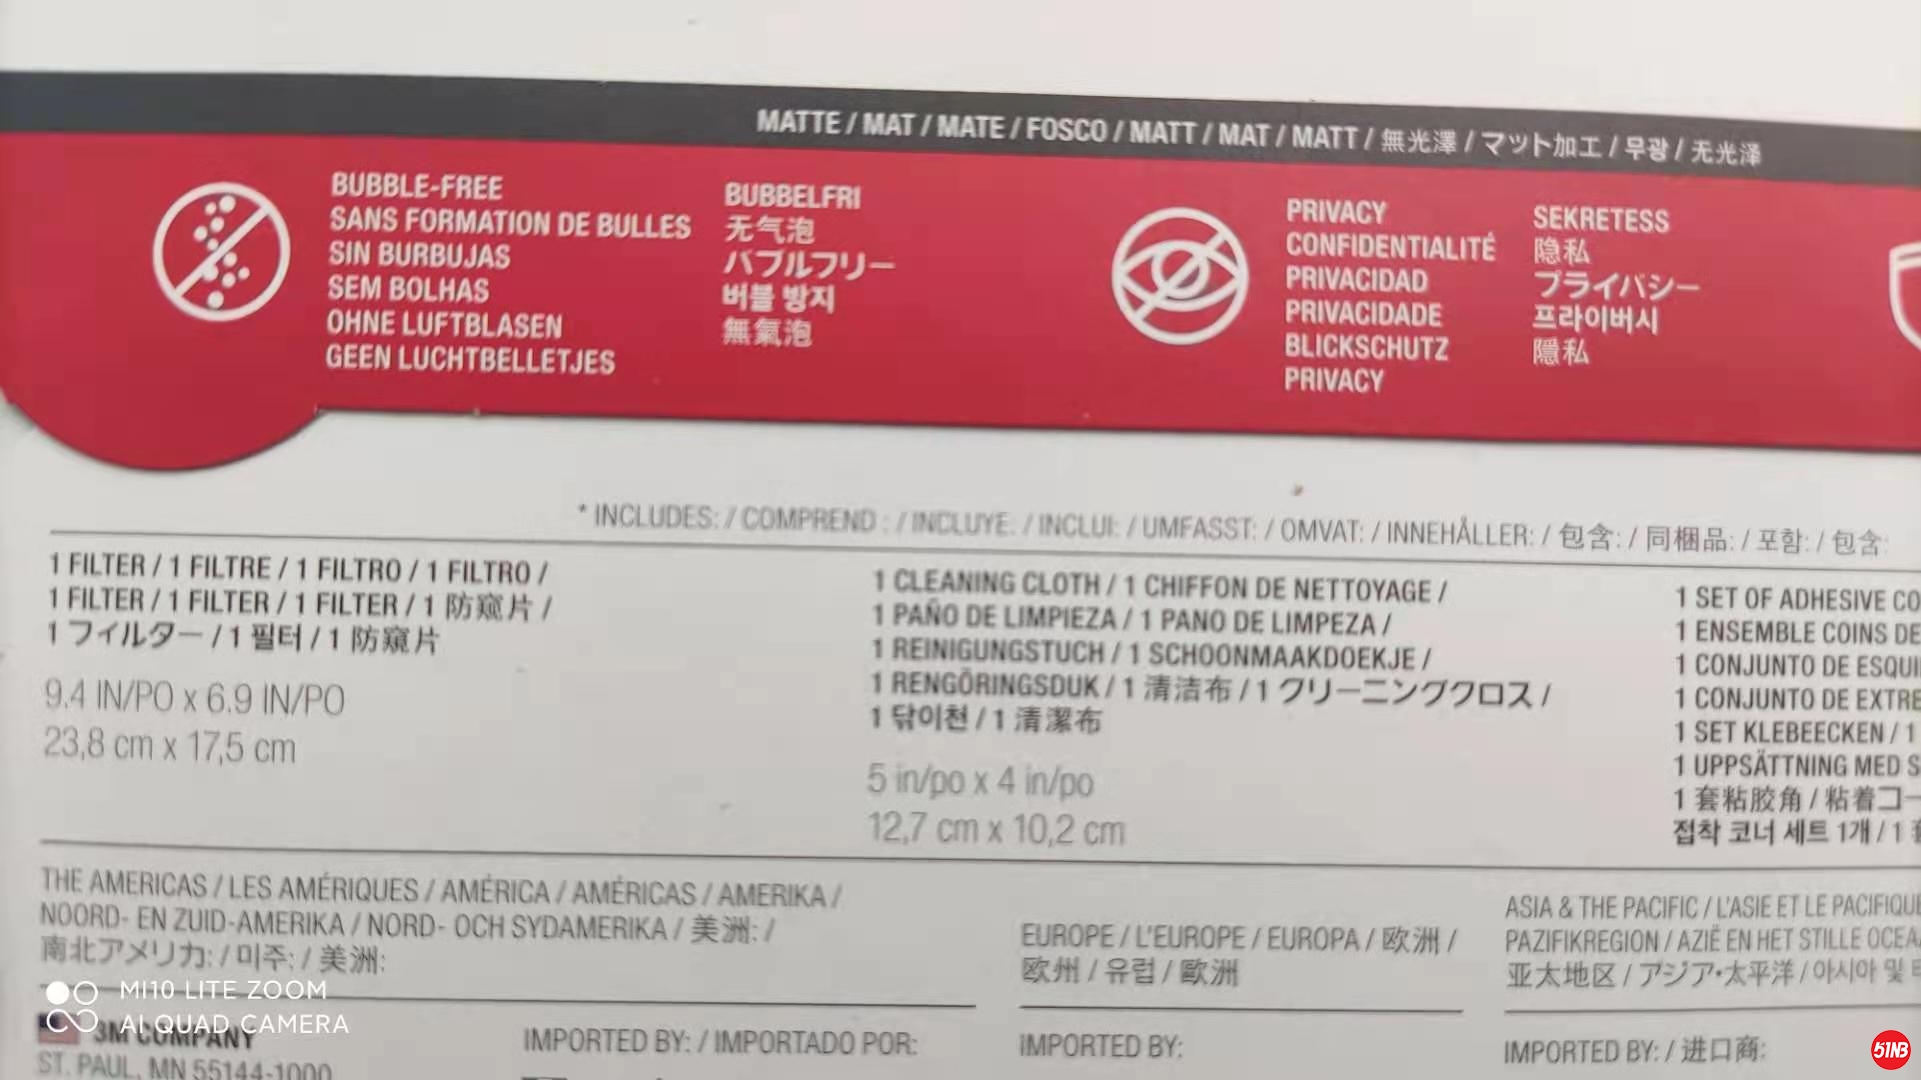 MATTE / MAT / MATE / FOSCO / MATT / MAT / MATT / 無光澤 / マット加工 / 무광 / 无光泽
BUBBLE-FREE
SANS FORMATION DE BULLES
SIN BURBUJAS
SEM BOLHAS
OHNE LUFTBLASEN
GEEN LUCHTBELLETJES
BUBBELFRI
无气泡
バブルフリー
버블 방지
無氣泡
PRIVACY
CONFIDENTIALITÉ
PRIVACIDAD
PRIVACIDADE
BLICKSCHUTZ
PRIVACY
SEKRETESS
隐私
プライバシー
프라이버시
隱私
* INCLUDES: / COMPREND : / INCLUYE: / INCLUI: / UMFASST: / OMVAT: / INNEHÅLLER: / 包含: / 同梱品: / 포함: / 包含:
1 FILTER / 1 FILTRE / 1 FILTRO / 1 FILTRO /
1 FILTER / 1 FILTER / 1 FILTER / 1 防窥片 /
1 フィルター / 1 필터 / 1 防窺片
9.4 IN/PO x 6.9 IN/PO
23,8 cm x 17,5 cm
1 CLEANING CLOTH / 1 CHIFFON DE NETTOYAGE /
1 PAÑO DE LIMPIEZA / 1 PANO DE LIMPEZA /
1 REINIGUNGSTUCH / 1 SCHOONMAAKDOEKJE /
1 RENGÖRINGSDUK / 1 清洁布 / 1 クリーニングクロス /
1 닦이천 / 1 清潔布
5 in/po x 4 in/po
12,7 cm x 10,2 cm
1 SET OF ADHESIVE CO
1 ENSEMBLE COINS DE
1 CONJUNTO DE ESQUI
1 CONJUNTO DE EXTRE
1 SET KLEBEECKEN / 1
1 UPPSÄTTNING MED S
1 套粘胶角 / 粘着コー
접착 코너 세트 1개 / 1
THE AMERICAS / LES AMÉRIQUES / AMÉRICA / AMÉRICAS / AMERIKA /
NOORD- EN ZUID-AMERIKA / NORD- OCH SYDAMERIKA / 美洲: /
南北アメリカ: / 미주: / 美洲:
EUROPE / L'EUROPE / EUROPA / 欧洲 /
欧州 / 유럽 / 歐洲
ASIA & THE PACIFIC / L'ASIE ET LE PACIFIQUE
PAZIFIKREGION / AZIË EN HET STILLE OCEA
亚太地区 / アジア・太平洋 / 아시아 및
MI10 LITE ZOOM
AI QUAD CAMERA
3M COMPANY
ST. PAUL, MN 55144-1000
IMPORTED BY: / IMPORTADO POR:
IMPORTED BY:
IMPORTED BY: / 进口商:
51NB